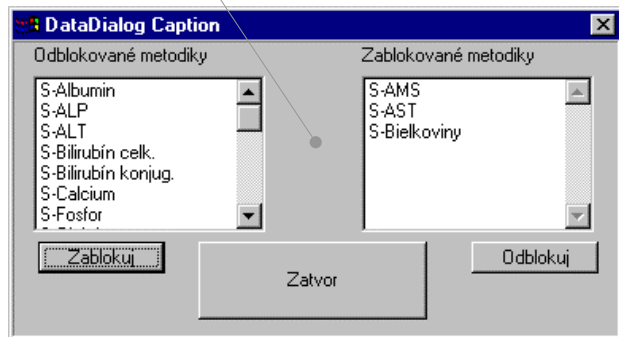 DataDialog Caption
Odblokované metodiky
Zablokované metodiky
S-Albumin
S-ALP
S-ALT
S-Bilirubín celk.
S-Bilirubín konjug.
S-Calcium
S-Fosfor
S-AMS
S-AST
S-Bielkoviny
Zablokuj
Zatvor
Odblokuj